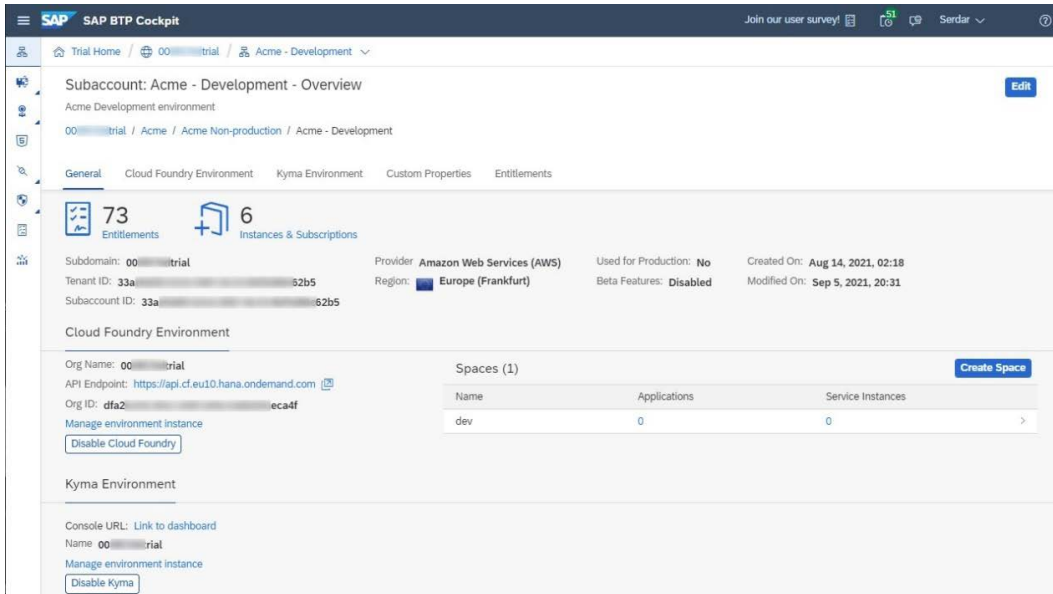 SAP SAP BTP Cockpit Join our user survey! 51 Serdar
Trial Home / 00 trial / Acme - Development
Subaccount: Acme - Development - Overview Edit
Acme Development environment
00 trial / Acme / Acme Non-production / Acme - Development
General Cloud Foundry Environment Kyma Environment Custom Properties Entitlements
73 6
Entitlements Instances & Subscriptions
Subdomain: 00 trial Provider Amazon Web Services (AWS) Used for Production: No Created On: Aug 14, 2021, 02:18
Tenant ID: 33a 62b5 Region: Europe (Frankfurt) Beta Features: Disabled Modified On: Sep 5, 2021, 20:31
Subaccount ID: 33a 62b5
Cloud Foundry Environment
Org Name: 00 trial Spaces (1) Create Space
API Endpoint: https://api.cf.eu10.hana.ondemand.com
Org ID: dfa2 eca4f Name Applications Service Instances
Manage environment instance dev 0 0
Disable Cloud Foundry
Kyma Environment
Console URL: Link to dashboard
Name 00 rial
Manage environment instance
Disable Kyma